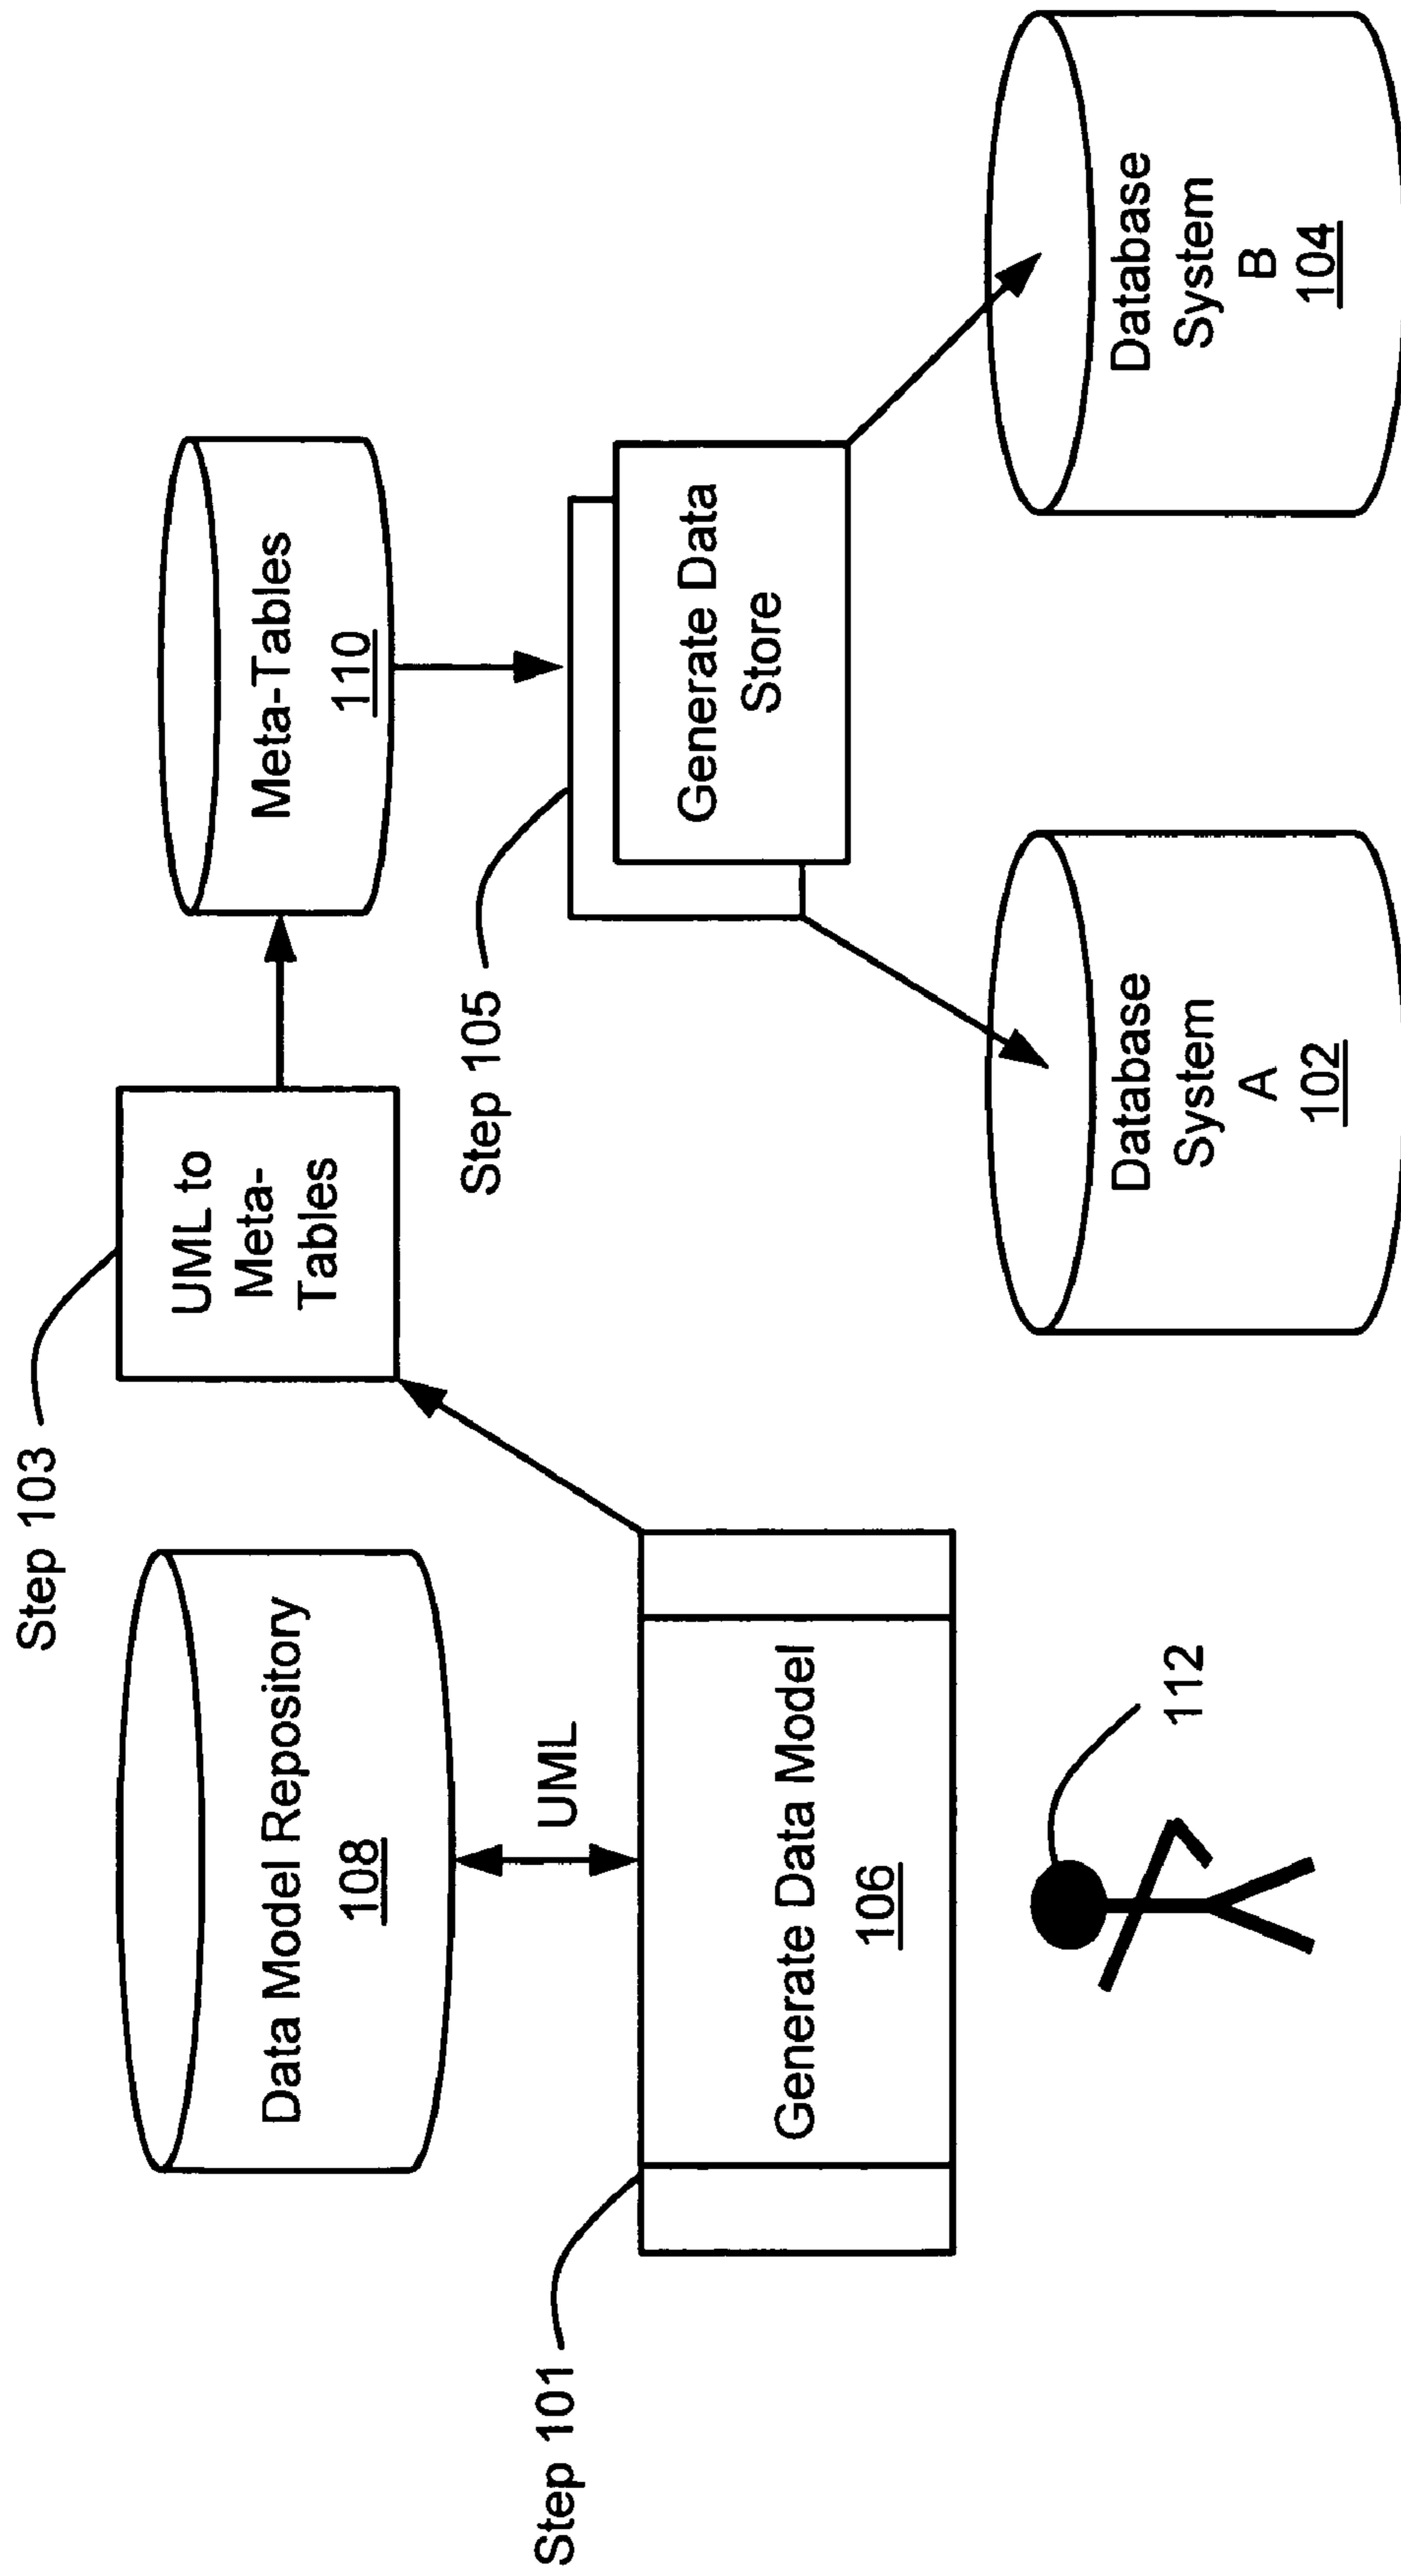 Step 103
UML to
Meta-
Tables
Meta-Tables
110
Data Model Repository
108
UML
Step 101
Generate Data Model
106
112
Step 105
Generate Data
Store
Database
System
A
102
Database
System
B
104